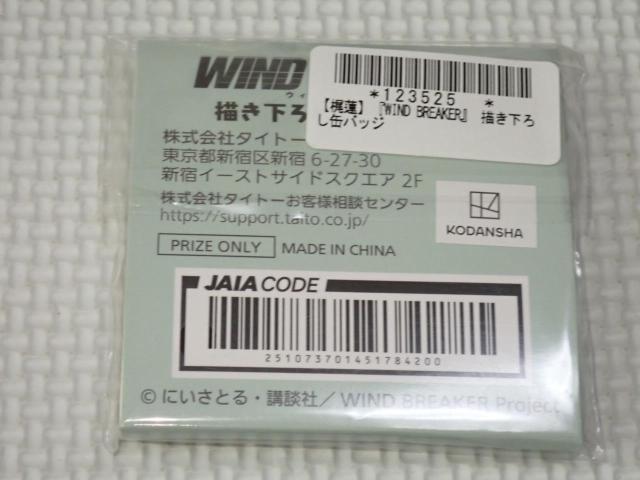 WIND
ウィ
描き下ろ
*123525 *
【梶蓮】『WIND BREAKER』 描き下ろ
し缶バッジ
株式会社タイトー
東京都新宿区新宿 6-27-30
新宿イーストサイドスクエア 2F
株式会社タイトーお客様相談センター
https://support.taito.co.jp/
KODANSHA
PRIZE ONLY MADE IN CHINA
JAIA CODE
2510737014517842​00
© にいさとる・講談社／WIND BREAKER Project